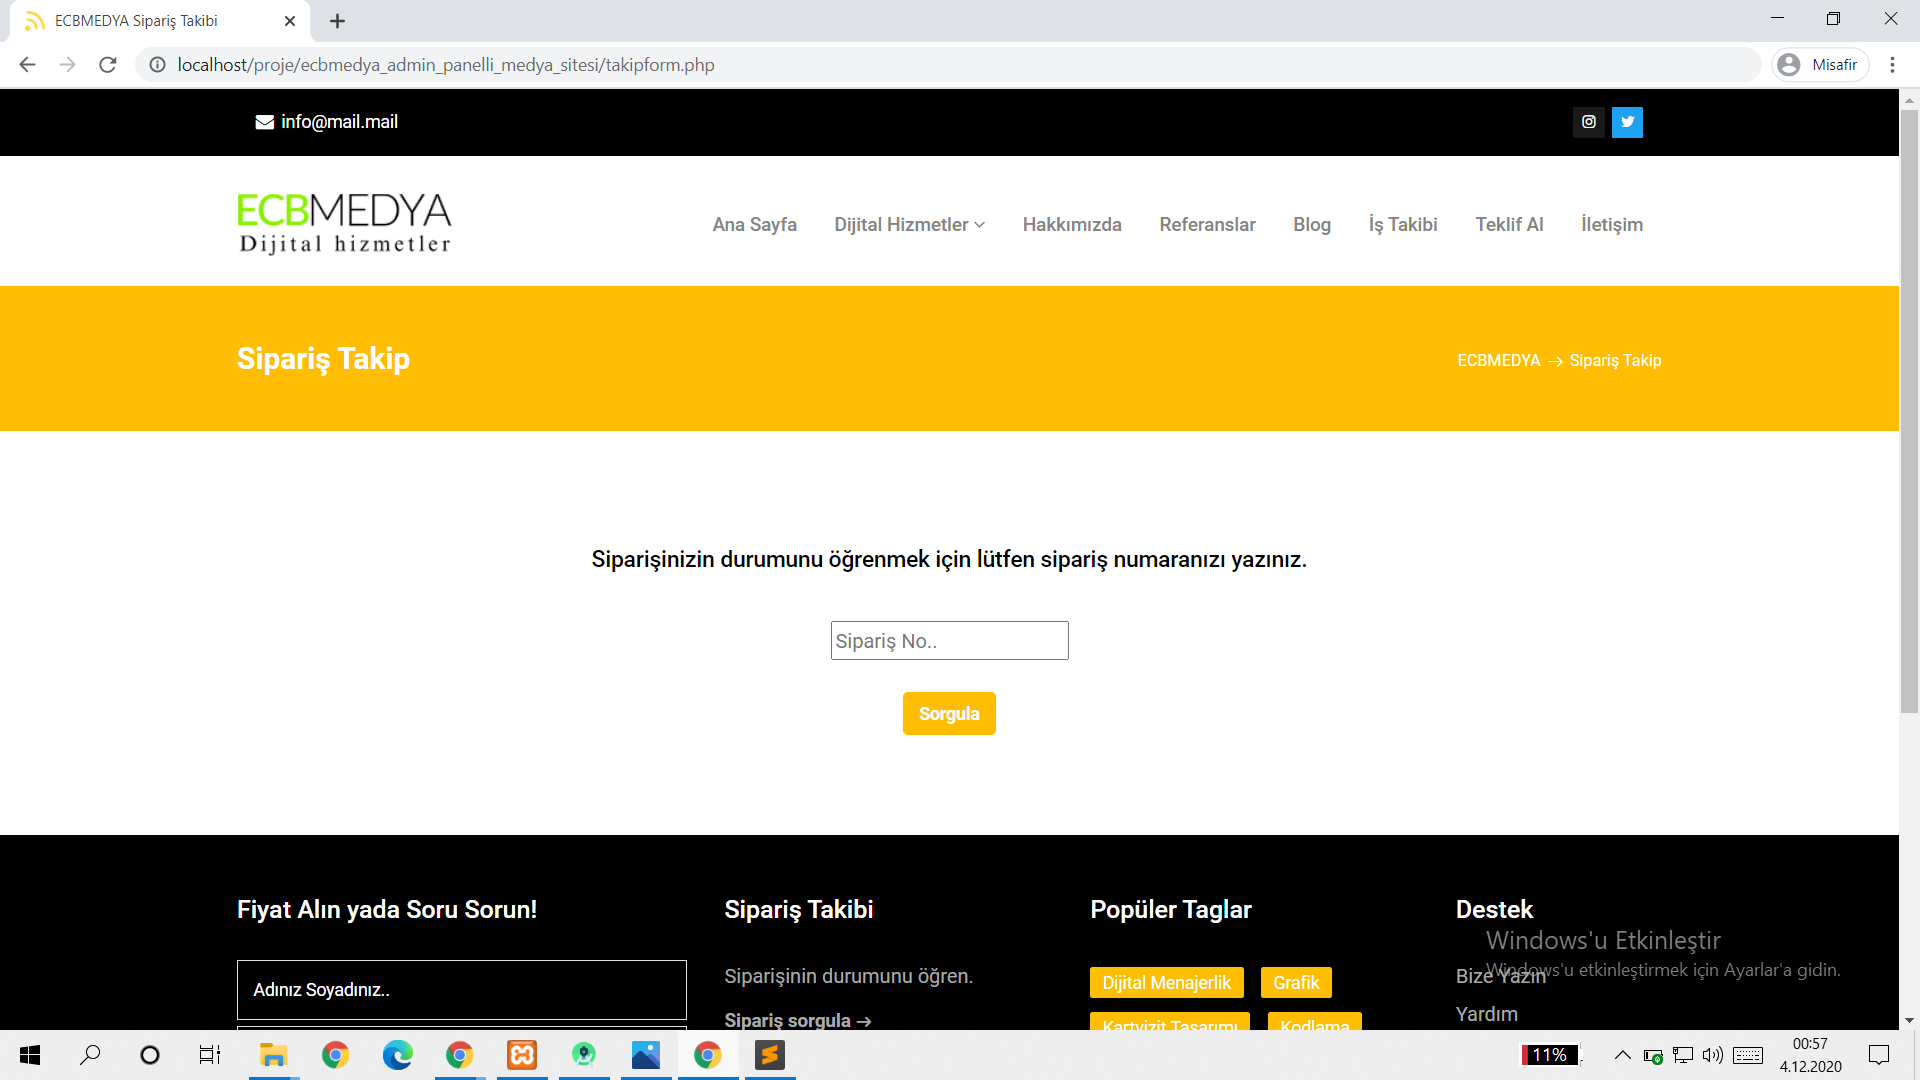 ECBMEDYA Sipariş Takibi
localhost/proje/ecbmedya_admin_panelli_medya_sitesi/takipform.php
Misafir
info@mail.mail
ECBMEDYA
Dijital hizmetler
Ana Sayfa Dijital Hizmetler Hakkımızda Referanslar Blog İş Takibi Teklif Al İletişim
Sipariş Takip
ECBMEDYA → Sipariş Takip
Siparişinizin durumunu öğrenmek için lütfen sipariş numaranızı yazınız.
Sipariş No..
Sorgula
Fiyat Alın yada Soru Sorun!
Adınız Soyadınız..
Sipariş Takibi
Siparişinin durumunu öğren.
Sipariş sorgula →
Popüler Taglar
Dijital Menajerlik Grafik
Kartvizit Tasarımı Kodlama
Destek
Bize Yazın
Yardım
Windows'u Etkinleştir
Windows'u etkinleştirmek için Ayarlar'a gidin.
11%
00:57
4.12.2020